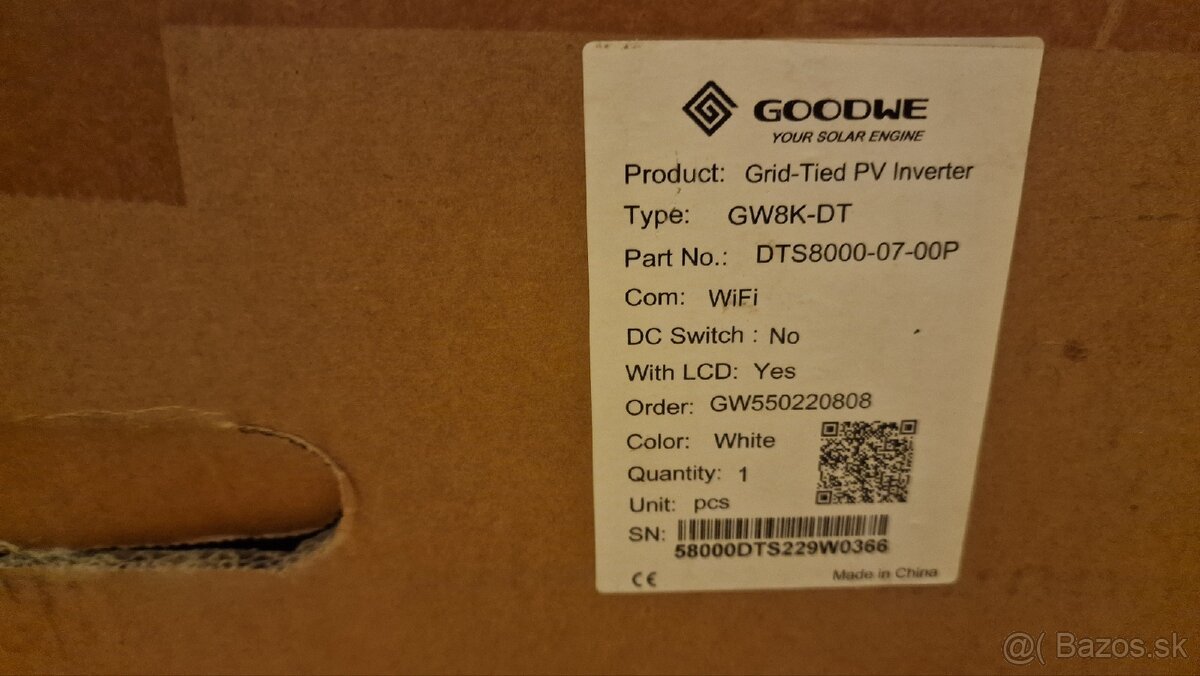 GOODWE
YOUR SOLAR ENGINE
Product: Grid-Tied PV Inverter
Type: GW8K-DT
Part No.: DTS8000-07-00P
Com: WiFi
DC Switch : No
With LCD: Yes
Order: GW550220808
Color: White
Quantity: 1
Unit: pcs
SN:
58000DTS229W0366
CE
Made in China
@( Bazos.sk